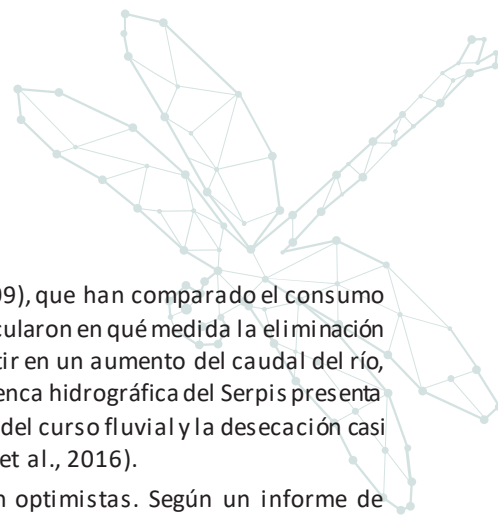 09), que han comparado el consumo
cularon en qué medida la eliminación
tir en un aumento del caudal del río,
enca hidrográfica del Serpis presenta
del curso fluvial y la desecación casi
et al., 2016).
n optimistas. Según un informe de